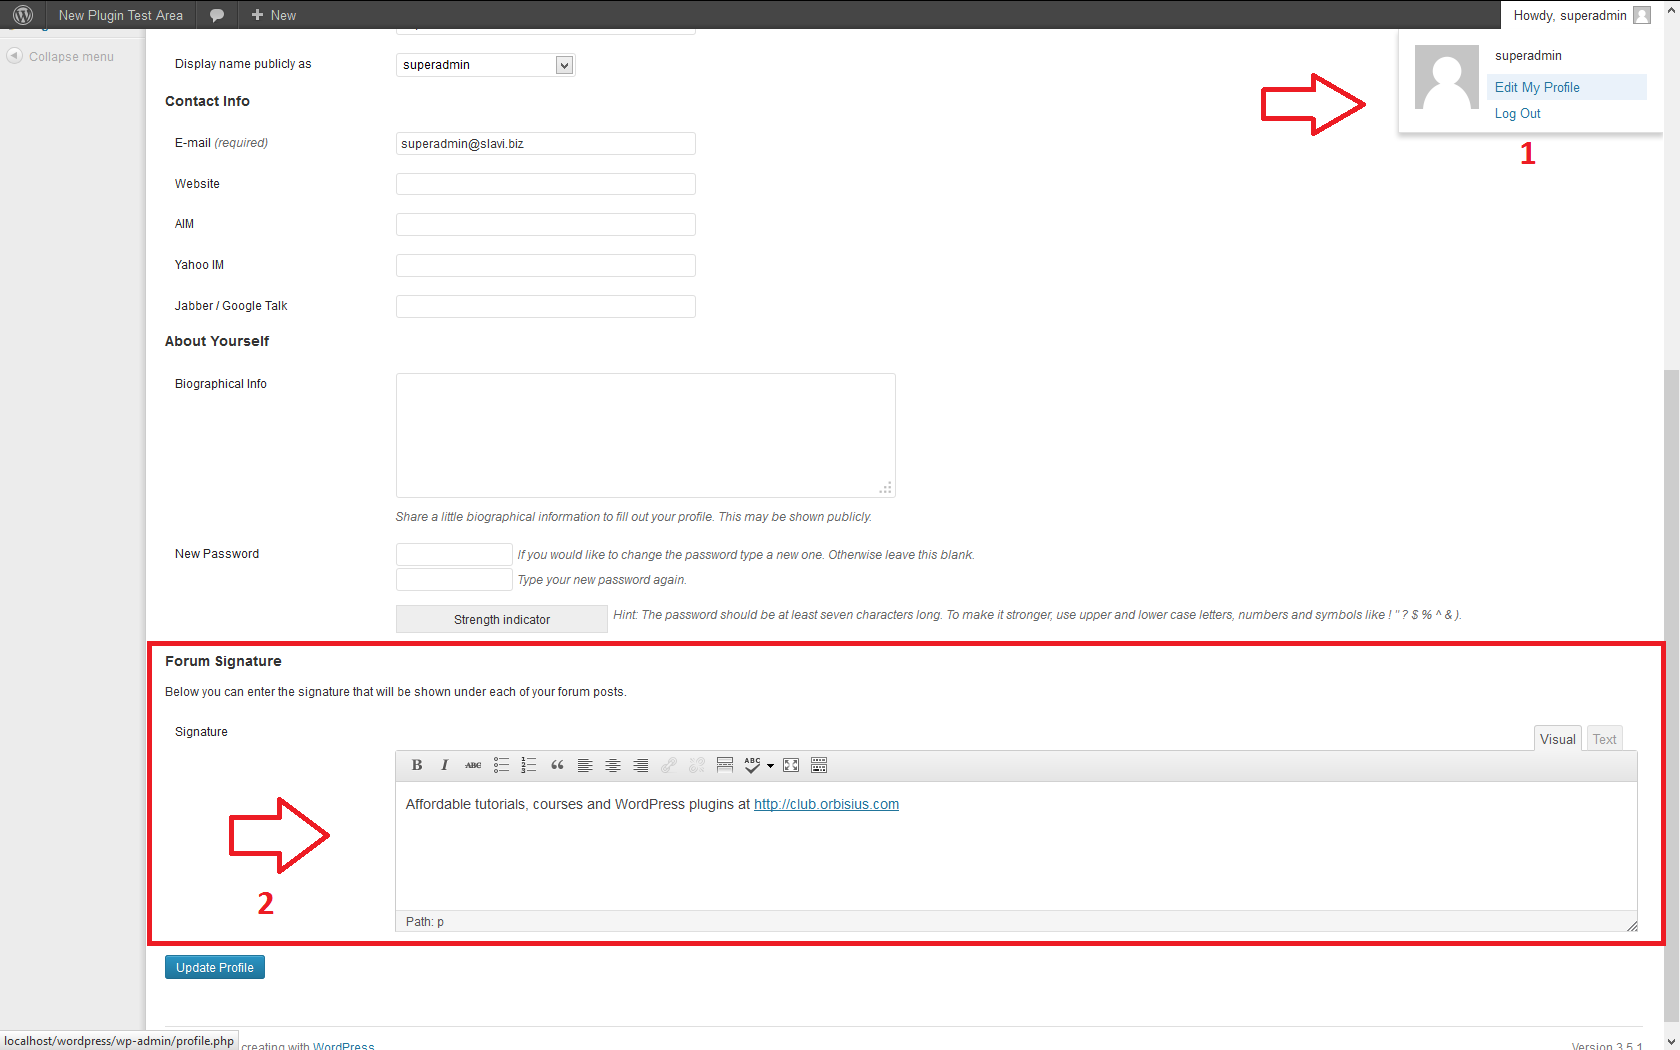 New Plugin Test Area
New
Howdy, superadmin
Collapse menu
superadmin
Edit My Profile
Log Out
1
Display name publicly as
superadmin
Contact Info
E-mail (required)
superadmin@slavi.biz
Website
AIM
Yahoo IM
Jabber / Google Talk
About Yourself
Biographical Info
Share a little biographical information to fill out your profile. This may be shown publicly.
New Password
If you would like to change the password type a new one. Otherwise leave this blank.
Type your new password again.
Strength indicator
Hint: The password should be at least seven characters long. To make it stronger, use upper and lower case letters, numbers and symbols like ! " ? $ % ^ & ).
Forum Signature
Below you can enter the signature that will be shown under each of your forum posts.
Signature
Visual
Text
B I ABC ABC
Affordable tutorials, courses and WordPress plugins at http://club.orbisius.com
2
Path: p
Update Profile
localhost/wordpress/wp-admin/profile.php
creating with WordPress.
Version 3.5.1